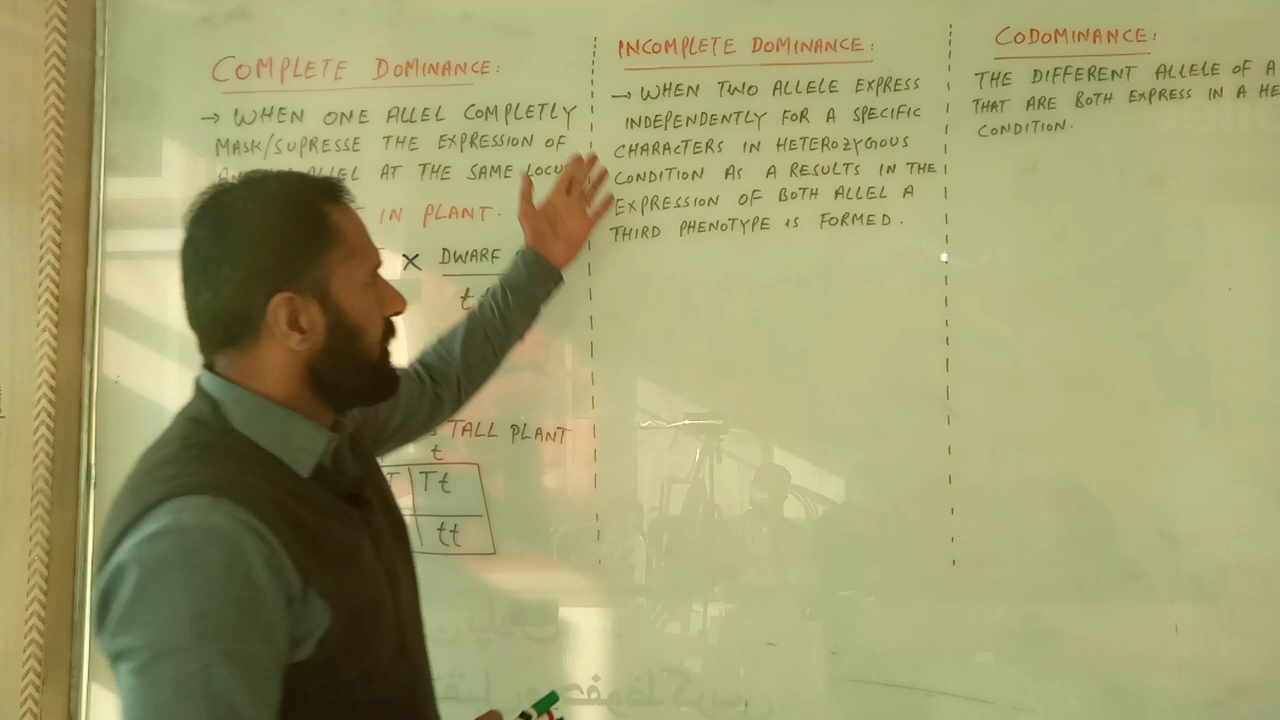 COMPLETE DOMINANCE:
→ WHEN ONE ALLEL COMPLETLY
MASK/SUPRESSE THE EXPRESSION OF
ALLEL AT THE SAME LOCU
IN PLANT.
× DWARF
t
TALL PLANT
t
T Tt
tt
INCOMPLETE DOMINANCE:
→ WHEN TWO ALLELE EXPRESS
INDEPENDENTLY FOR A SPECIFIC
CHARACTERS IN HETEROZYGOUS
CONDITION AS A RESULTS IN THE
EXPRESSION OF BOTH ALLEL A
THIRD PHENOTYPE IS FORMED.
CODOMINANCE:
THE DIFFERENT ALLELE OF A
THAT ARE BOTH EXPRESS IN A HE
CONDITION.